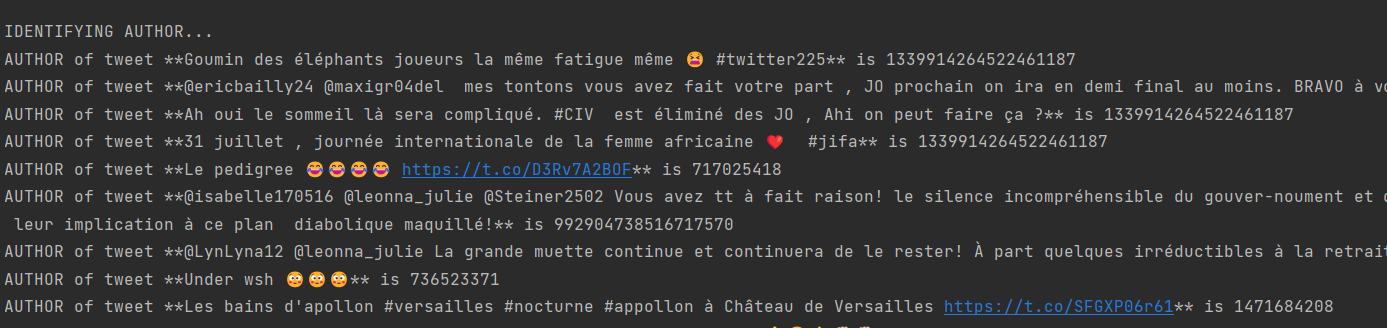 IDENTIFYING AUTHOR...
AUTHOR of tweet **Goumin des éléphants joueurs la même fatigue même 😫 #twitter225** is 1339914264522461187
AUTHOR of tweet **@ericbailly24 @maxigr04del  mes tontons vous avez fait votre part , JO prochain on ira en demi final au moins. BRAVO à vo
AUTHOR of tweet **Ah oui le sommeil là sera compliqué. #CIV  est éliminé des JO , Ahi on peut faire ça ?** is 1339914264522461187
AUTHOR of tweet **31 juillet , journée internationale de la femme africaine ❤️  #jifa** is 1339914264522461187
AUTHOR of tweet **Le pedigree 😂😂😂😂 https://t.co/D3Rv7A2BOF** is 717025418
AUTHOR of tweet **@isabelle170516 @leonna_julie @Steiner2502 Vous avez tt à fait raison! le silence incompréhensible du gouver-noument et
leur implication à ce plan  diabolique maquillé!** is 992904738516717570
AUTHOR of tweet **@LynLyna12 @leonna_julie La grande muette continue et continuera de le rester! À part quelques irréductibles à la retrait
AUTHOR of tweet **Under wsh 😳😳😳** is 736523371
AUTHOR of tweet **Les bains d'apollon #versailles #nocturne #appollon à Château de Versailles https://t.co/SFGXP06r61** is 1471684208